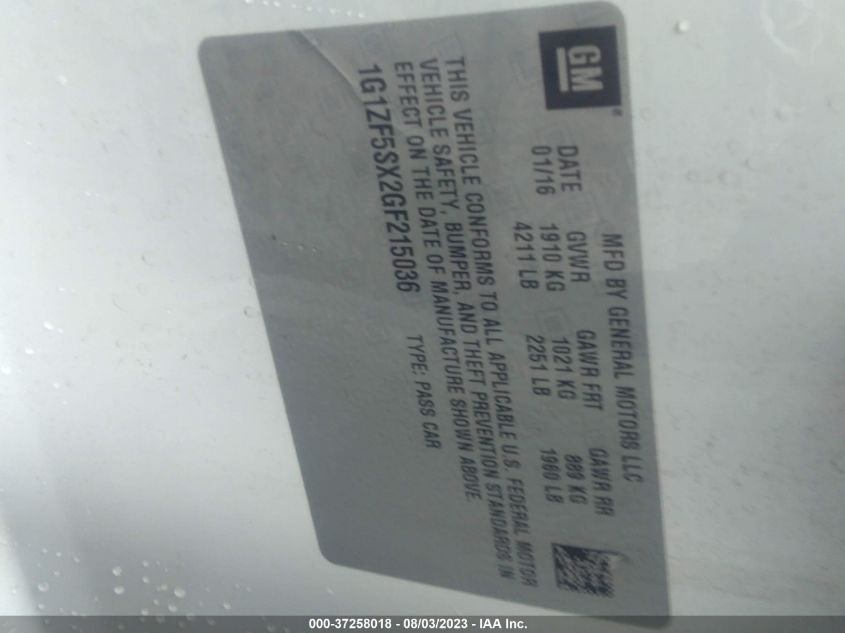 GM
MFD BY GENERAL MOTORS LLC
DATE GVWR GAWR FRT GAWR RR
01/16 1910 KG 1021 KG 889 KG
4211 LB 2251 LB 1960 LB
THIS VEHICLE CONFORMS TO ALL APPLICABLE U.S. FEDERAL MOTOR
VEHICLE SAFETY, BUMPER, AND THEFT PREVENTION STANDARDS IN
EFFECT ON THE DATE OF MANUFACTURE SHOWN ABOVE.
1G1ZF5SX2GF215036 TYPE: PASS CAR
000-37258018 - 08/03/2023 - IAA Inc.